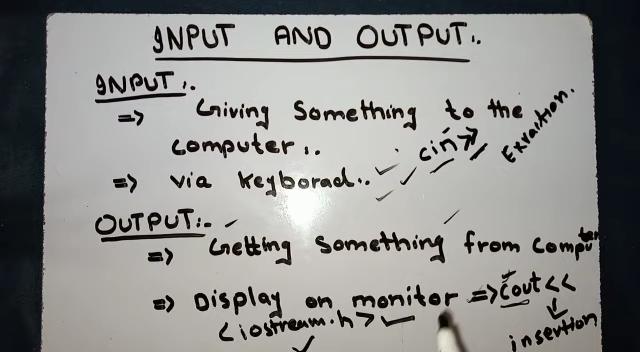 INPUT AND OUTPUT:.
INPUT:.
=> Giving Something to the
computer:.
cin>>
Extraition.
=> via Keyborad:.
OUTPUT:-
=> Getting Something from Computer
=> Display on monitor => cout <<
<iostream.h>
insertion